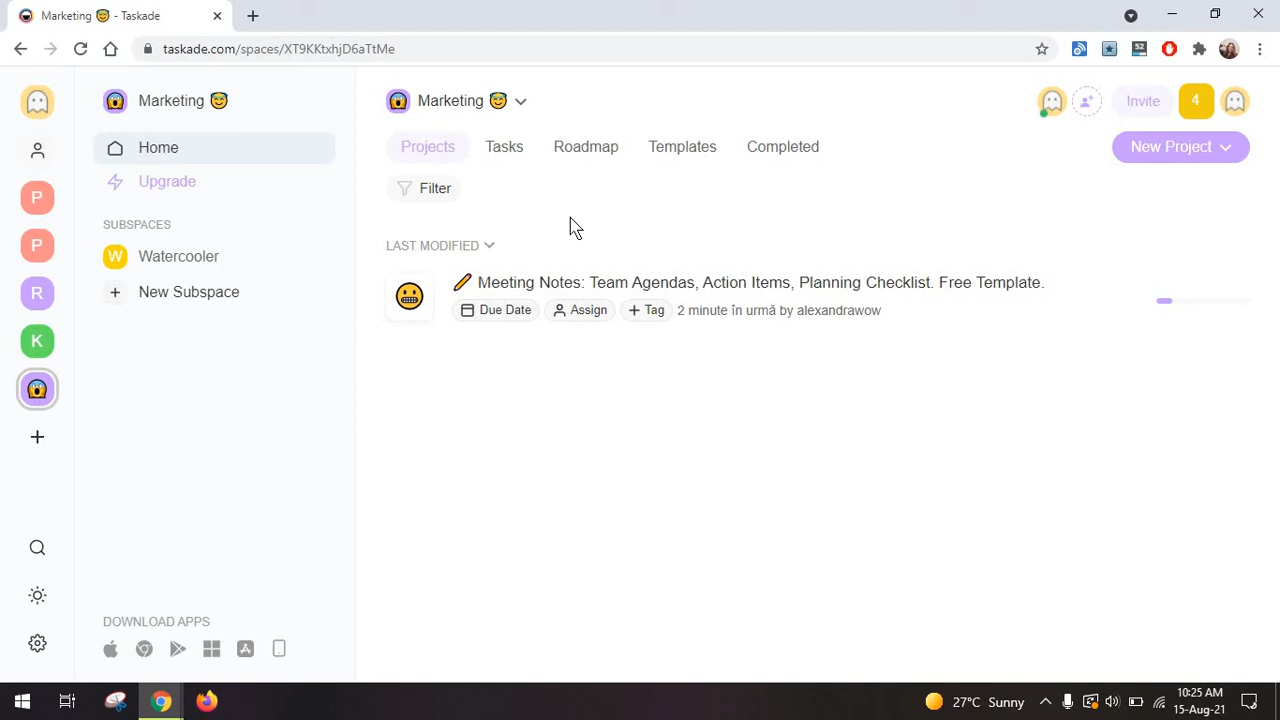 Marketing 😇 - Taskade
taskade.com/spaces/XT9KKtxhjD6aTtMe
52
Marketing 😇
Marketing 😇
Invite
4
Home
Projects
Tasks
Roadmap
Templates
Completed
New Project
Upgrade
Filter
P
SUBSPACES
P
LAST MODIFIED
W
Watercooler
✏️ Meeting Notes: Team Agendas, Action Items, Planning Checklist. Free Template.
R
+ New Subspace
Due Date
Assign
+ Tag
2 minute în urmă by alexandrawow
K
DOWNLOAD APPS
27°C Sunny
10:25 AM
15-Aug-21